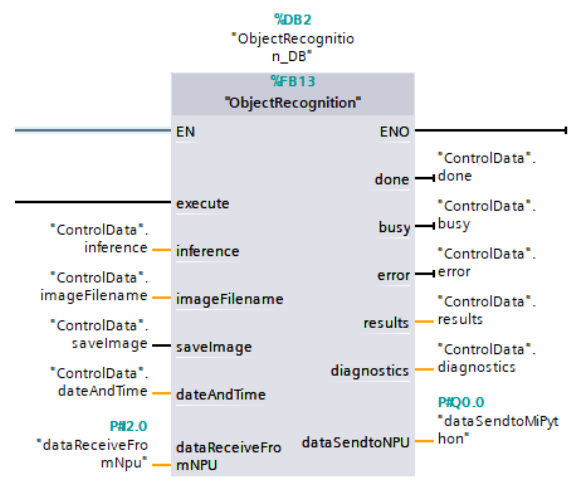 %DB2
"ObjectRecognitio
n_DB"
%FB13
"ObjectRecognition"
EN
ENO
"ControlData".
done
done
execute
"ControlData".
busy
busy
"ControlData".
inference
inference
"ControlData".
error
error
"ControlData".
imageFilename
imageFilename
"ControlData".
results
results
"ControlData".
saveImage
saveImage
"ControlData".
diagnostics
diagnostics
"ControlData".
dateAndTime
dateAndTime
P#I2.0
"dataReceiveFro
mNpu"
dataReceiveFro
mNPU
P#Q0.0
dataSendtoNPU
"dataSendtoMiPyt
hon"